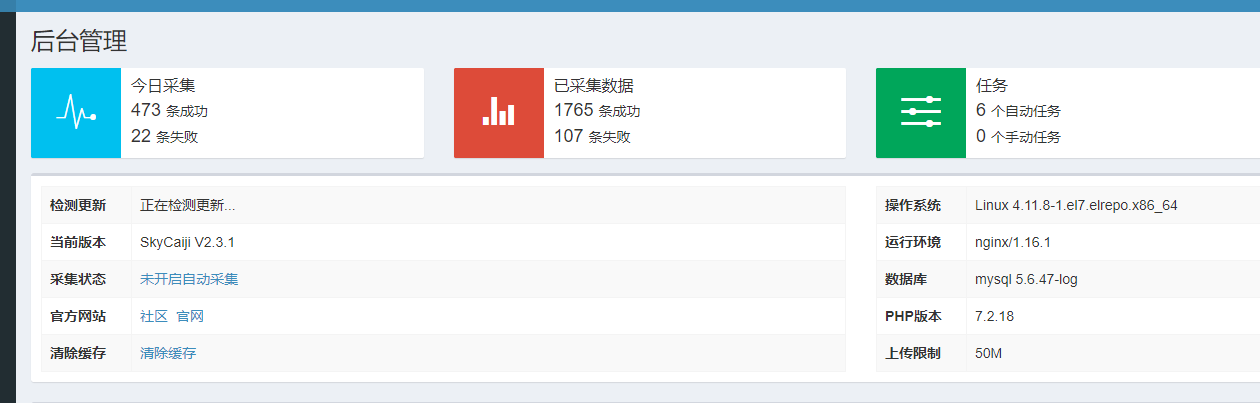 后台管理
今日采集
473 条成功
22 条失败
已采集数据
1765 条成功
107 条失败
任务
6 个自动任务
0 个手动任务
检测更新 正在检测更新...
当前版本 SkyCaiji V2.3.1
采集状态 未开启自动采集
官方网站 社区 官网
清除缓存 清除缓存
操作系统 Linux 4.11.8-1.el7.elrepo.x86_64
运行环境 nginx/1.16.1
数据库 mysql 5.6.47-log
PHP版本 7.2.18
上传限制 50M